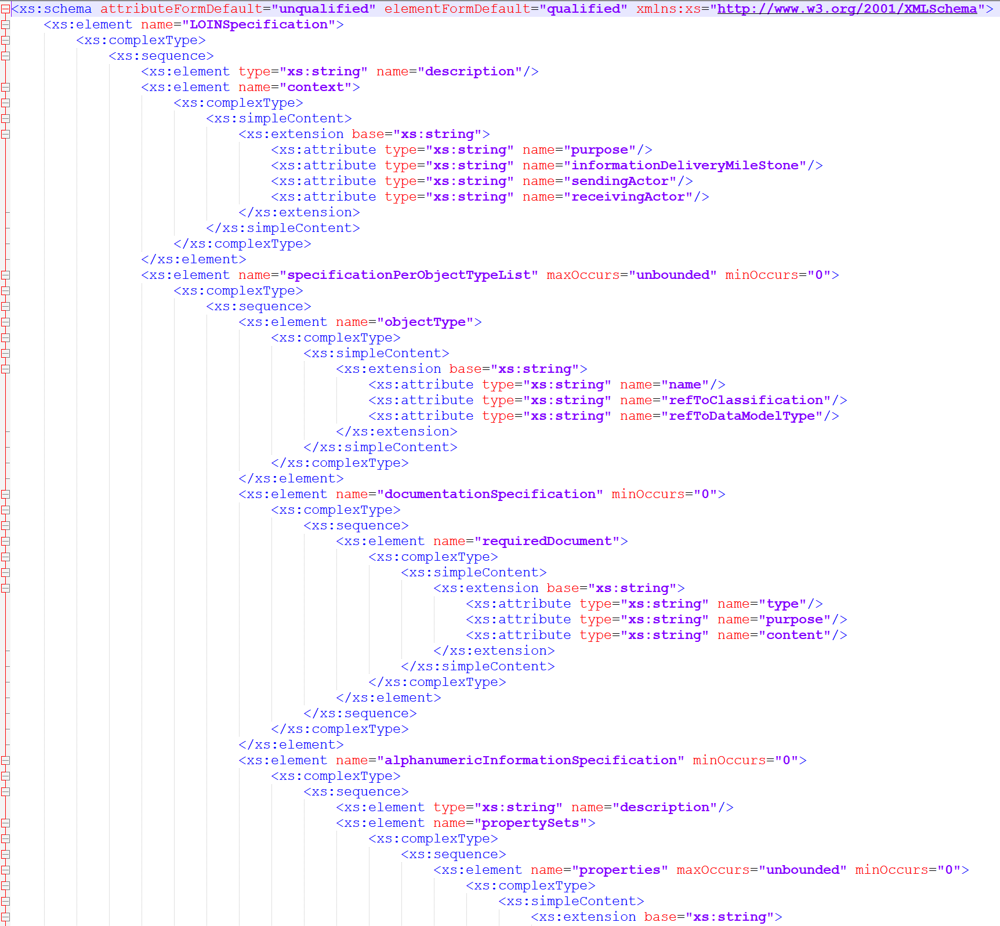 <xs:schema attributeFormDefault="unqualified" elementFormDefault="qualified" xmlns:xs="http://www.w3.org/2001/XMLSchema">
<xs:element name="LOINSpecification">
<xs:complexType>
<xs:sequence>
<xs:element type="xs:string" name="description"/>
<xs:element name="context">
<xs:complexType>
<xs:simpleContent>
<xs:extension base="xs:string">
<xs:attribute type="xs:string" name="purpose"/>
<xs:attribute type="xs:string" name="informationDeliveryMileStone"/>
<xs:attribute type="xs:string" name="sendingActor"/>
<xs:attribute type="xs:string" name="receivingActor"/>
</xs:extension>
</xs:simpleContent>
</xs:complexType>
</xs:element>
<xs:element name="specificationPerObjectTypeList" maxOccurs="unbounded" minOccurs="0">
<xs:complexType>
<xs:sequence>
<xs:element name="objectType">
<xs:complexType>
<xs:simpleContent>
<xs:extension base="xs:string">
<xs:attribute type="xs:string" name="name"/>
<xs:attribute type="xs:string" name="refToClassification"/>
<xs:attribute type="xs:string" name="refToDataModelType"/>
</xs:extension>
</xs:simpleContent>
</xs:complexType>
</xs:element>
<xs:element name="documentationSpecification" minOccurs="0">
<xs:complexType>
<xs:sequence>
<xs:element name="requiredDocument">
<xs:complexType>
<xs:simpleContent>
<xs:extension base="xs:string">
<xs:attribute type="xs:string" name="type"/>
<xs:attribute type="xs:string" name="purpose"/>
<xs:attribute type="xs:string" name="content"/>
</xs:extension>
</xs:simpleContent>
</xs:complexType>
</xs:element>
</xs:sequence>
</xs:complexType>
</xs:element>
<xs:element name="alphanumericInformationSpecification" minOccurs="0">
<xs:complexType>
<xs:sequence>
<xs:element type="xs:string" name="description"/>
<xs:element name="propertySets">
<xs:complexType>
<xs:sequence>
<xs:element name="properties" maxOccurs="unbounded" minOccurs="0">
<xs:complexType>
<xs:simpleContent>
<xs:extension base="xs:string">